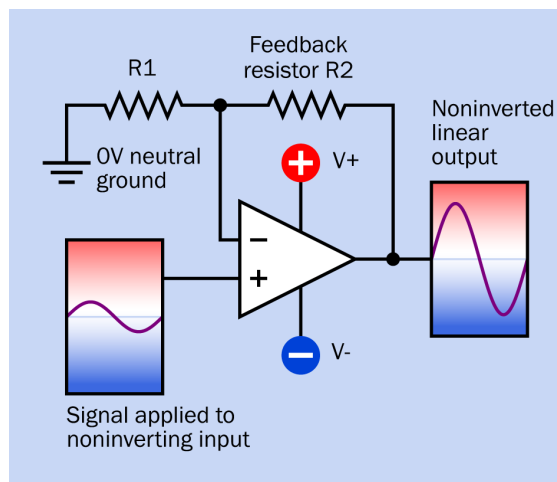 Feedback
resistor R2
R1
Noninverted
linear
output
0V neutral
ground
V+
+
−
+
−
V-
Signal applied to
noninverting input